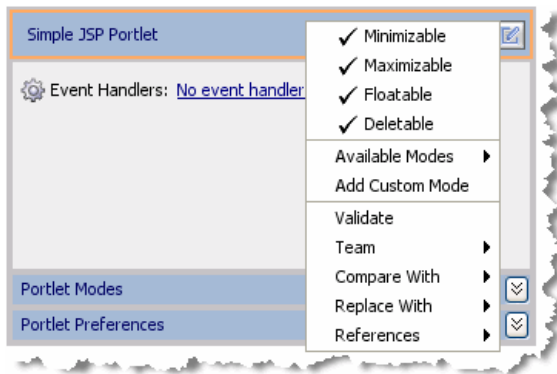 Simple JSP Portlet
Event Handlers: No event handler
Minimizable
Maximizable
Floatable
Deletable
Available Modes
Add Custom Mode
Validate
Team
Compare With
Replace With
References
Portlet Modes
Portlet Preferences